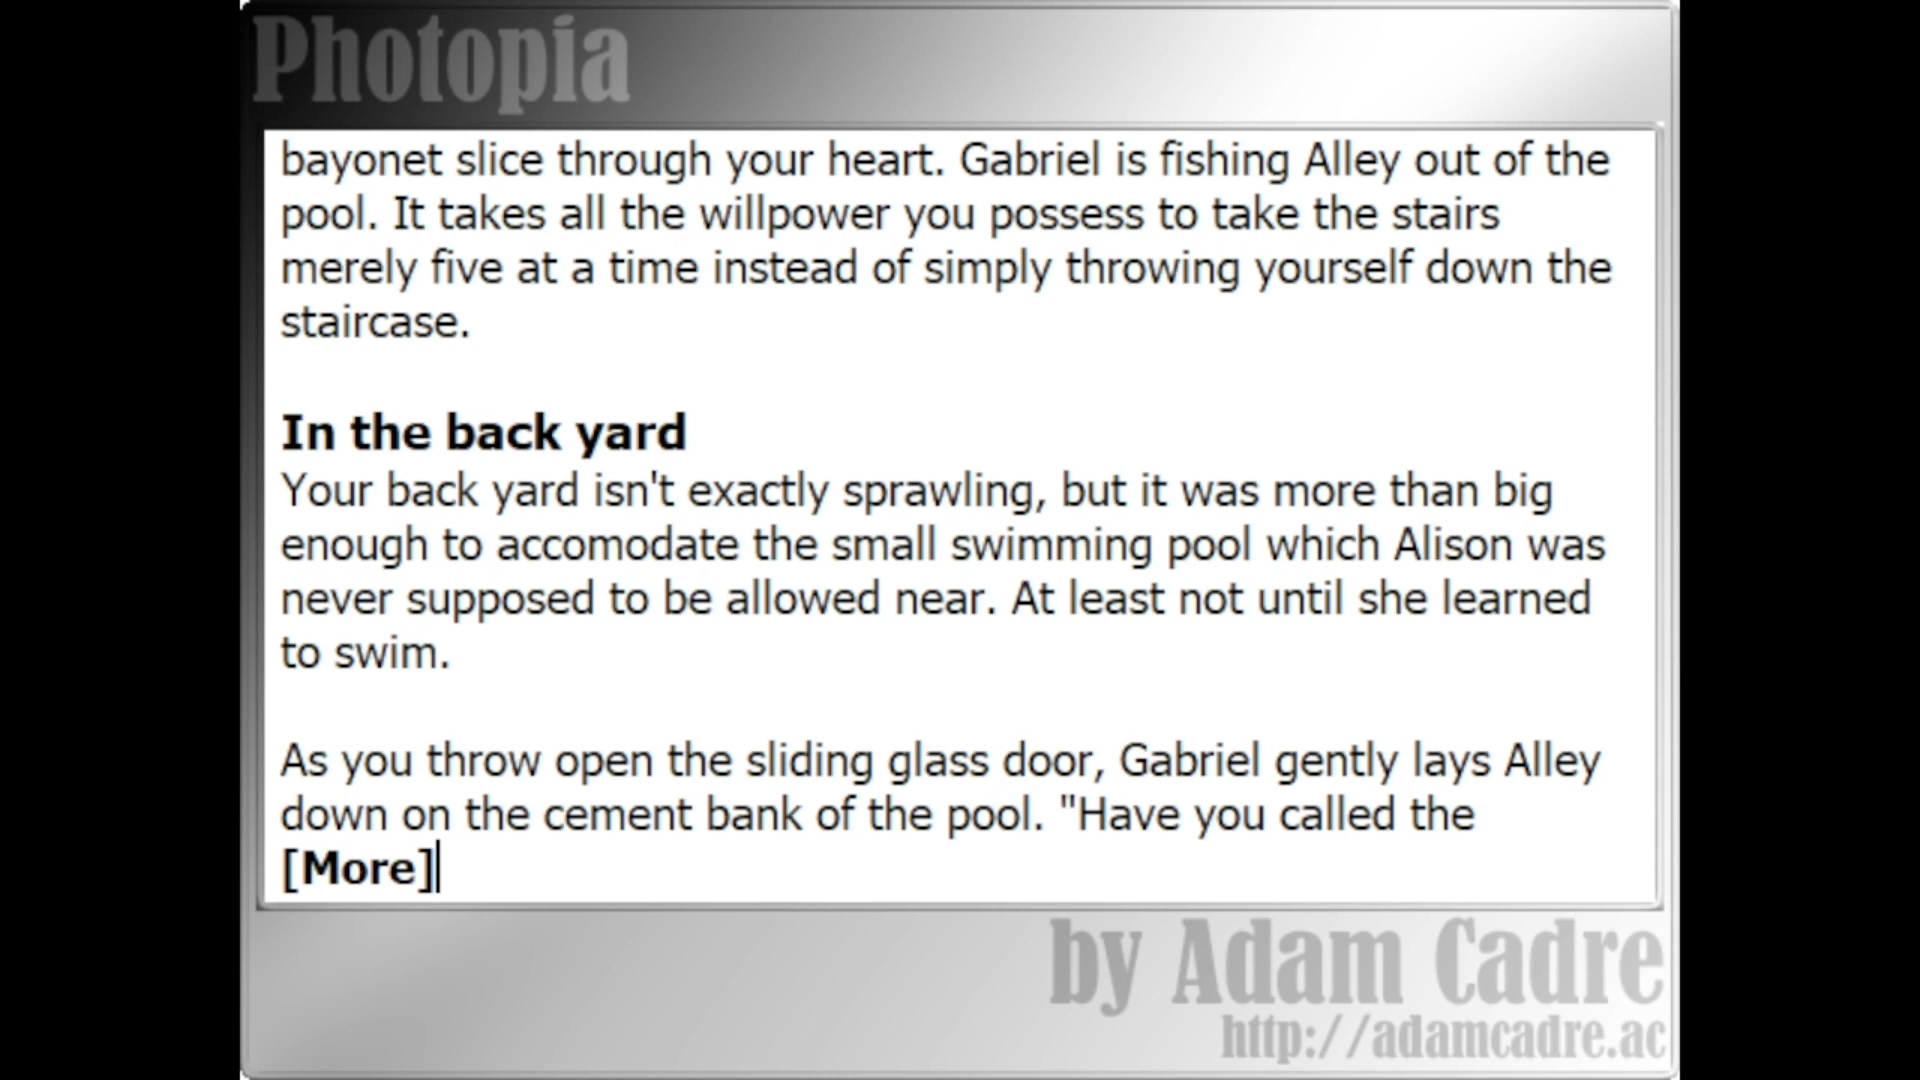 Photopia
bayonet slice through your heart. Gabriel is fishing Alley out of the
pool. It takes all the willpower you possess to take the stairs
merely five at a time instead of simply throwing yourself down the
staircase.
In the back yard
Your back yard isn't exactly sprawling, but it was more than big
enough to accomodate the small swimming pool which Alison was
never supposed to be allowed near. At least not until she learned
to swim.
As you throw open the sliding glass door, Gabriel gently lays Alley
down on the cement bank of the pool. "Have you called the
[More]
by Adam Cadre
http://adamcadre.ac